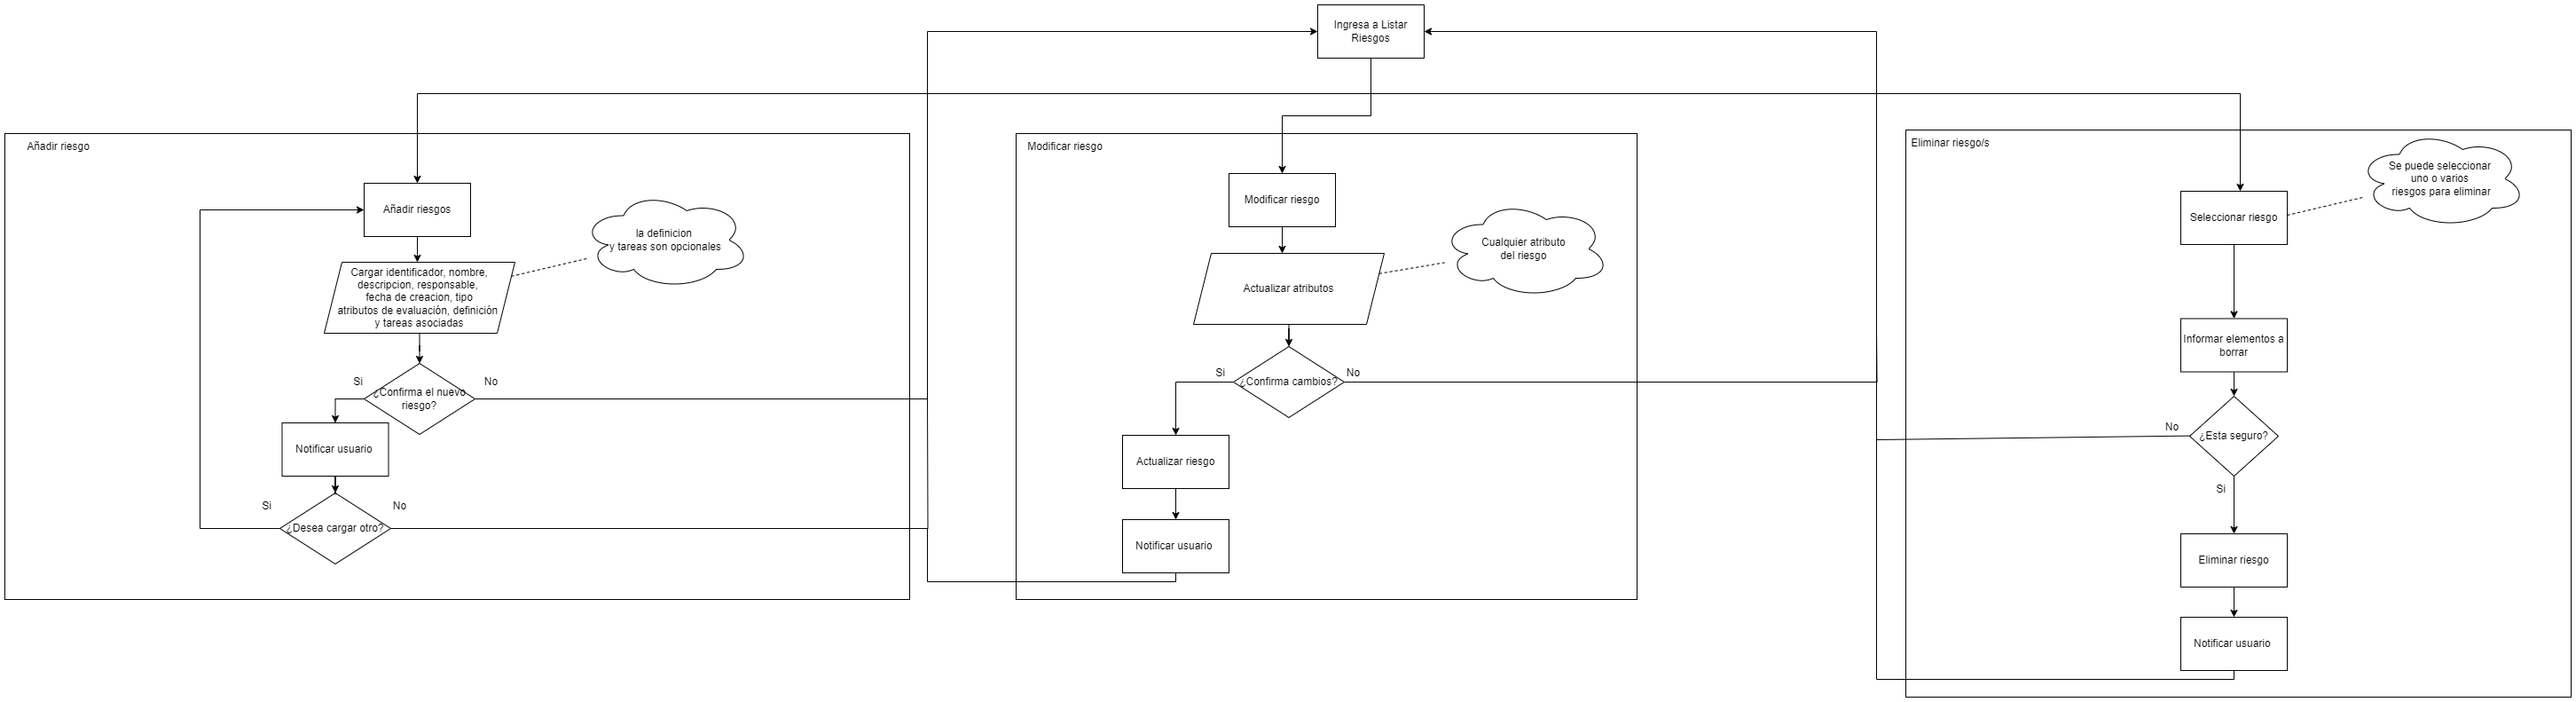 Ingresa a Listar
Riesgos
Añadir riesgo
Añadir riesgos
la definicion
y tareas son opcionales
Cargar identificador, nombre,
descripcion, responsable,
fecha de creacion, tipo
atributos de evaluación, definición
y tareas asociadas
Si
¿Confirma el nuevo
riesgo?
No
Notificar usuario
Si
¿Desea cargar otro?
No
Modificar riesgo
Modificar riesgo
Cualquier atributo
del riesgo
Actualizar atributos
Si
¿Confirma cambios?
No
Actualizar riesgo
Notificar usuario
Eliminar riesgo/s
Se puede seleccionar
uno o varios
riesgos para eliminar
Seleccionar riesgo
Informar elementos a
borrar
No
¿Esta seguro?
Si
Eliminar riesgo
Notificar usuario